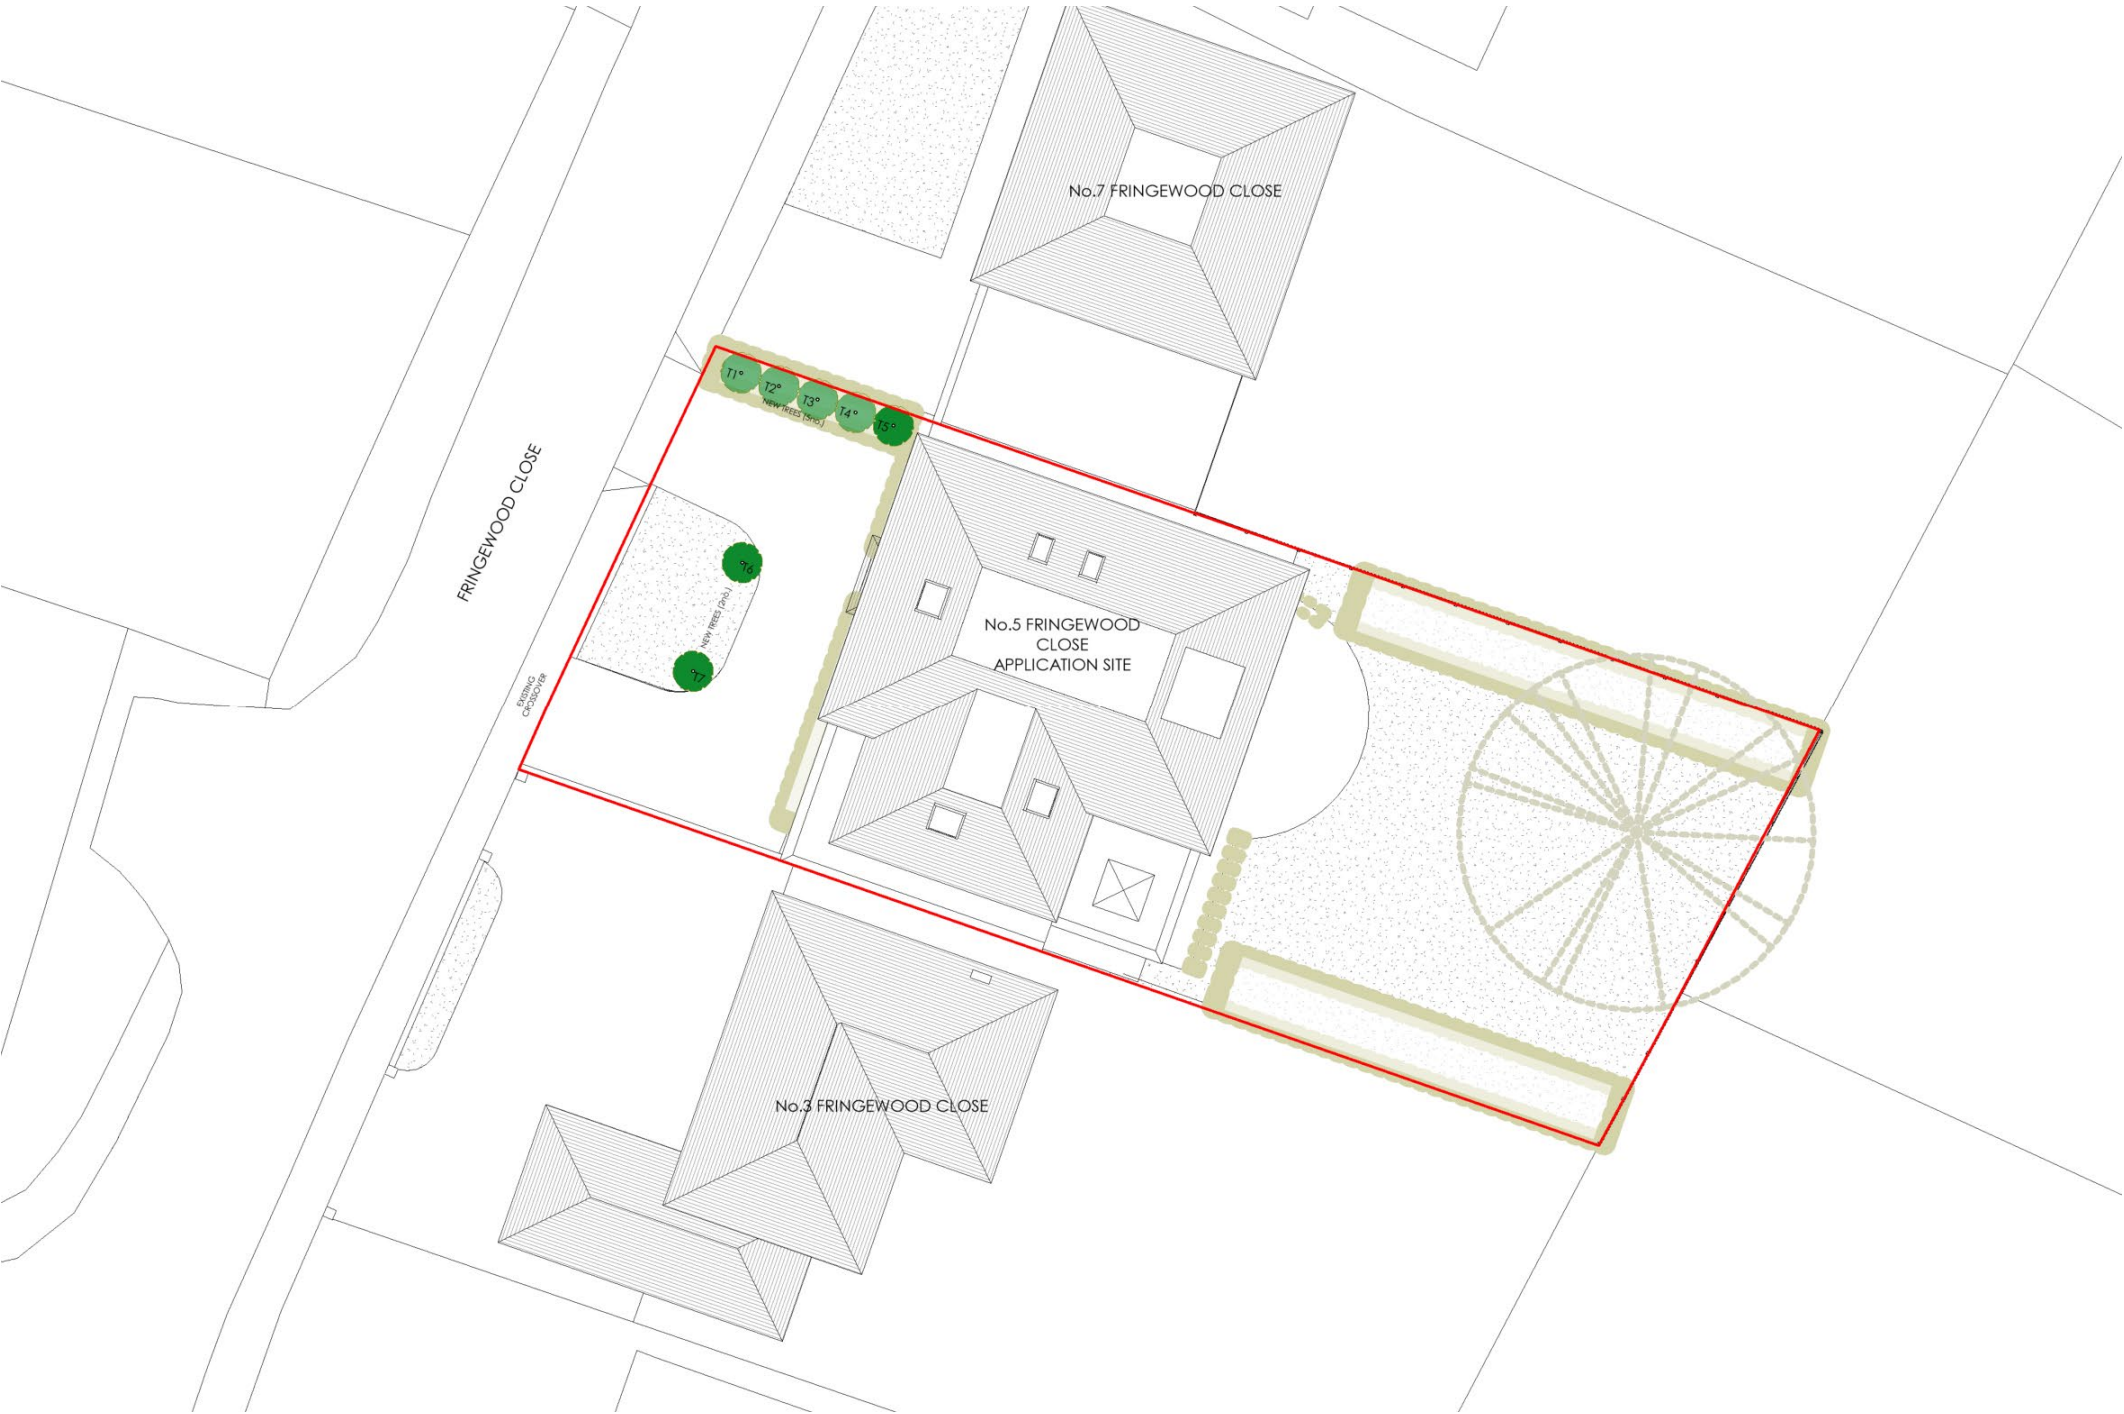 No.7 FRINGEWOOD CLOSE
T1
T2
T3
T4
T5
NEW TREES (5no.)
FRINGEWOOD CLOSE
T6
NEW TREES (2no.)
T7
No.5 FRINGEWOOD
CLOSE
APPLICATION SITE
EXISTING
CROSSOVER
No.3 FRINGEWOOD CLOSE